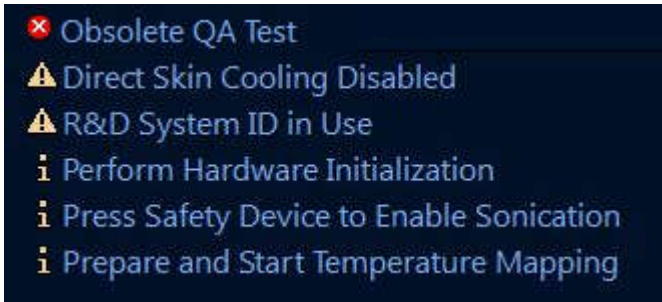 Obsolete QA Test
Direct Skin Cooling Disabled
R&D System ID in Use
Perform Hardware Initialization
Press Safety Device to Enable Sonication
Prepare and Start Temperature Mapping